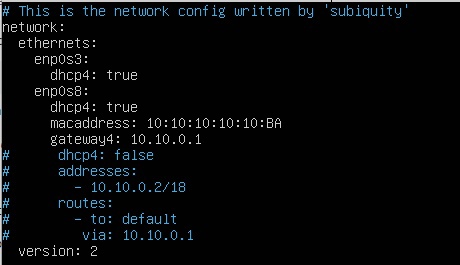 # This is the network config written by 'subiquity'
network:
  ethernets:
    enp0s3:
      dhcp4: true
    enp0s8:
      dhcp4: true
      macaddress: 10:10:10:10:10:BA
      gateway4: 10.10.0.1
#      dhcp4: false
#      addresses:
#        - 10.10.0.2/18
#      routes:
#        - to: default
#         via: 10.10.0.1
  version: 2